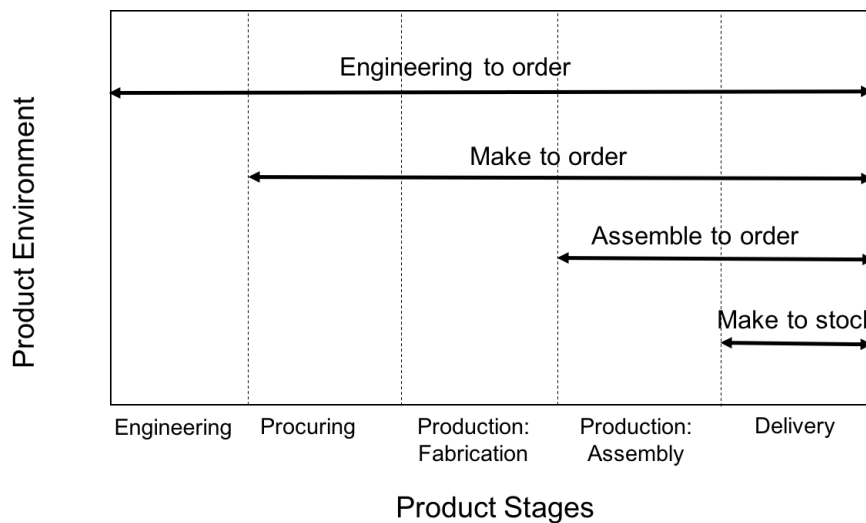 Engineering to order
Make to order
Assemble to order
Make to stock
Product Environment
Engineering
Procuring
Production:
Fabrication
Production:
Assembly
Delivery
Product Stages